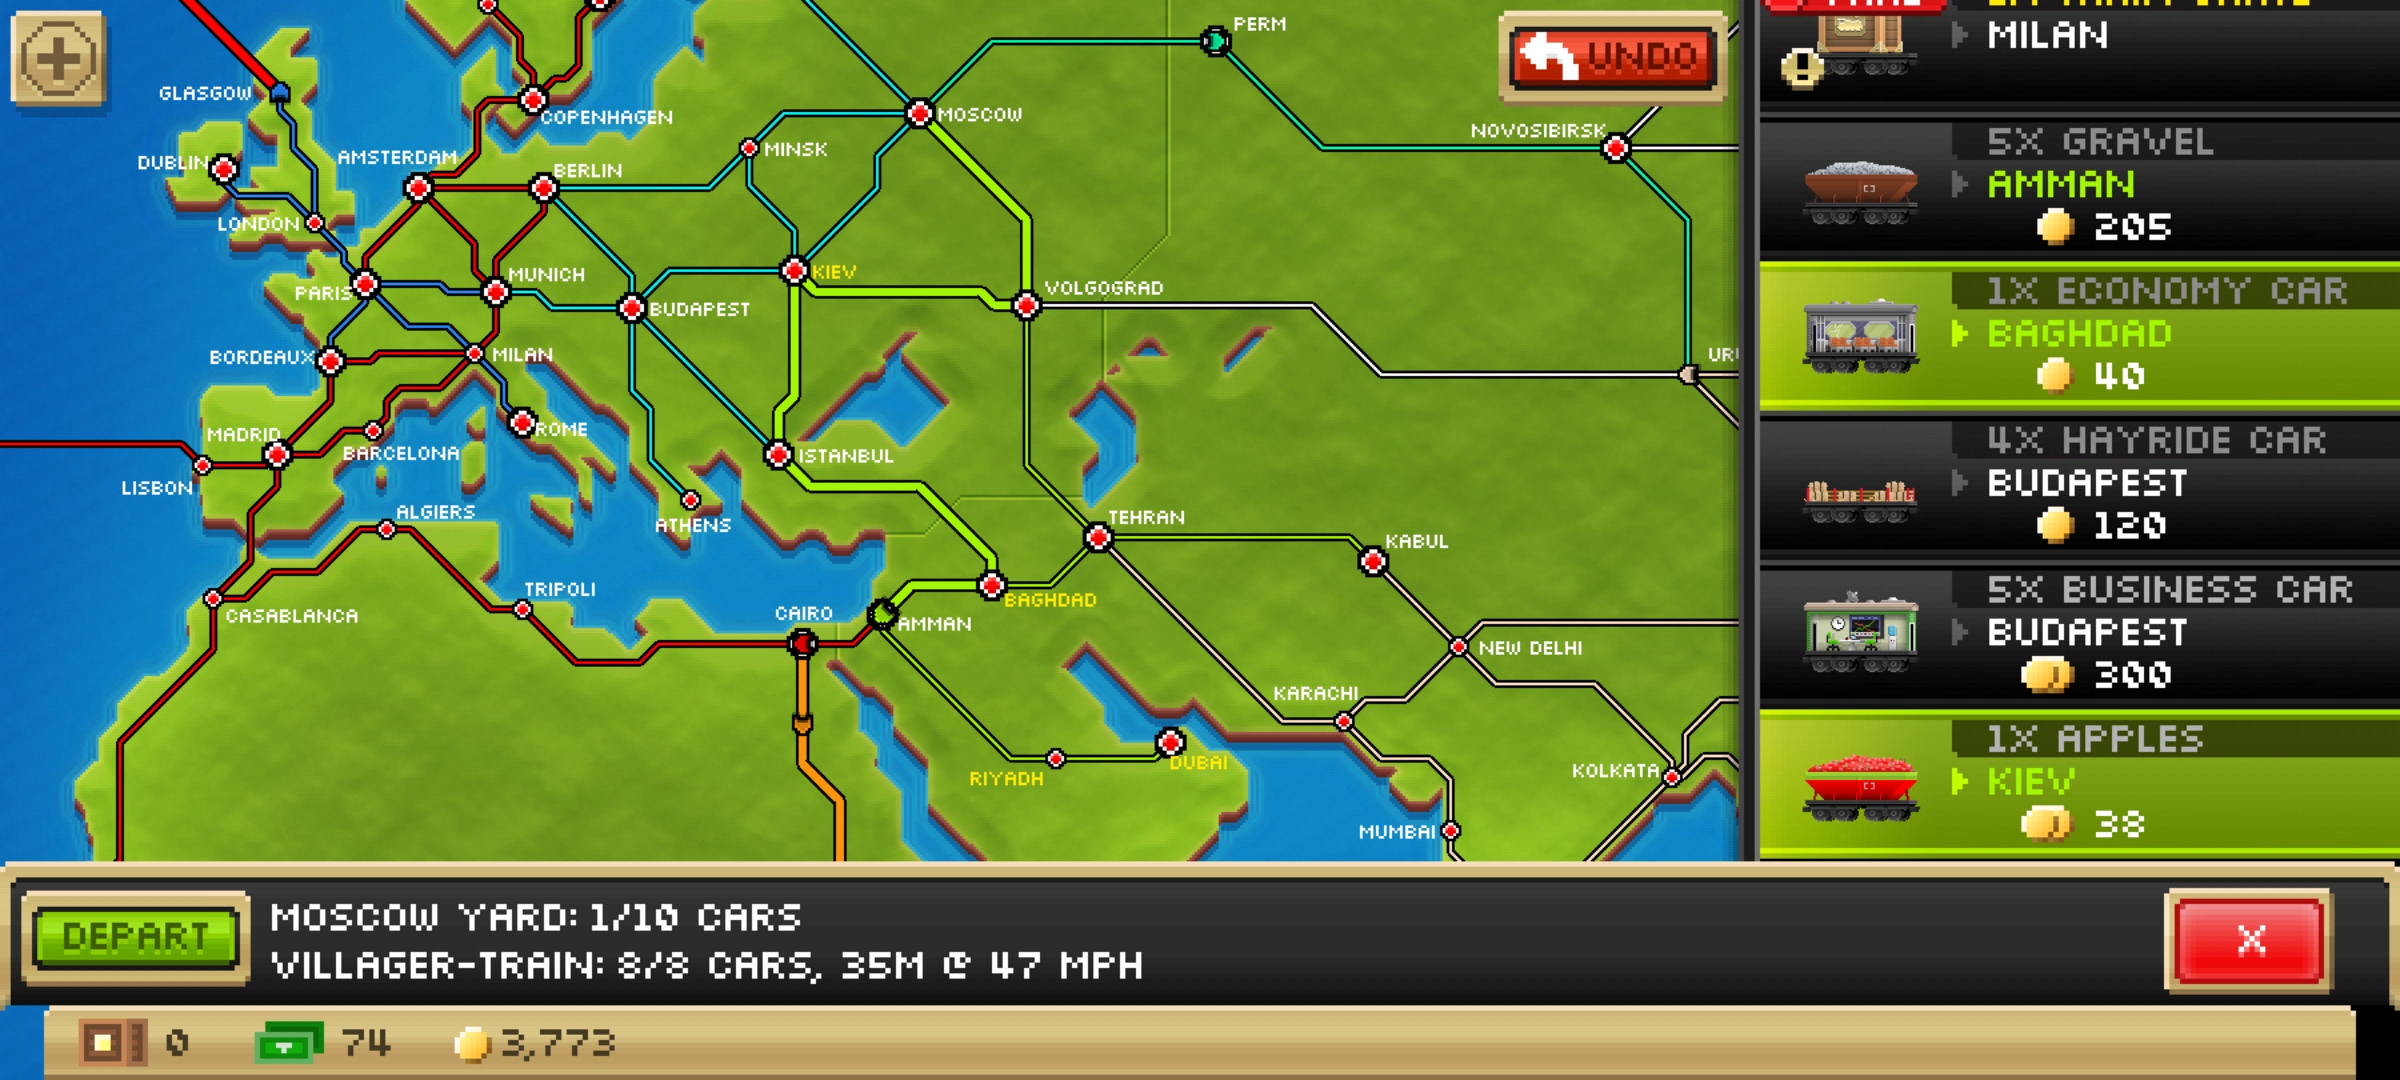 PERM
UNDO
MILAN
GLASGOW
COPENHAGEN
MOSCOW
NOVOSIBIRSK
5X GRAVEL
AMMAN
205
DUBLIN
AMSTERDAM
BERLIN
MINSK
LONDON
1X ECONOMY CAR
BAGHDAD
40
PARIS
MUNICH
BUDAPEST
KIEV
VOLGOGRAD
BORDEAUX
MILAN
4X HAYRIDE CAR
BUDAPEST
120
MADRID
BARCELONA
ROME
ISTANBUL
LISBON
ALGIERS
ATHENS
TEHRAN
KABUL
5X BUSINESS CAR
BUDAPEST
300
CASABLANCA
TRIPOLI
CAIRO
AMMAN
BAGHDAD
NEW DELHI
KARACHI
1X APPLES
KIEV
38
RIYADH
DUBAI
KOLKATA
MUMBAI
DEPART
MOSCOW YARD: 1/10 CARS
VILLAGER-TRAIN: 8/8 CARS, 35M @ 47 MPH
X
0
74
3,773